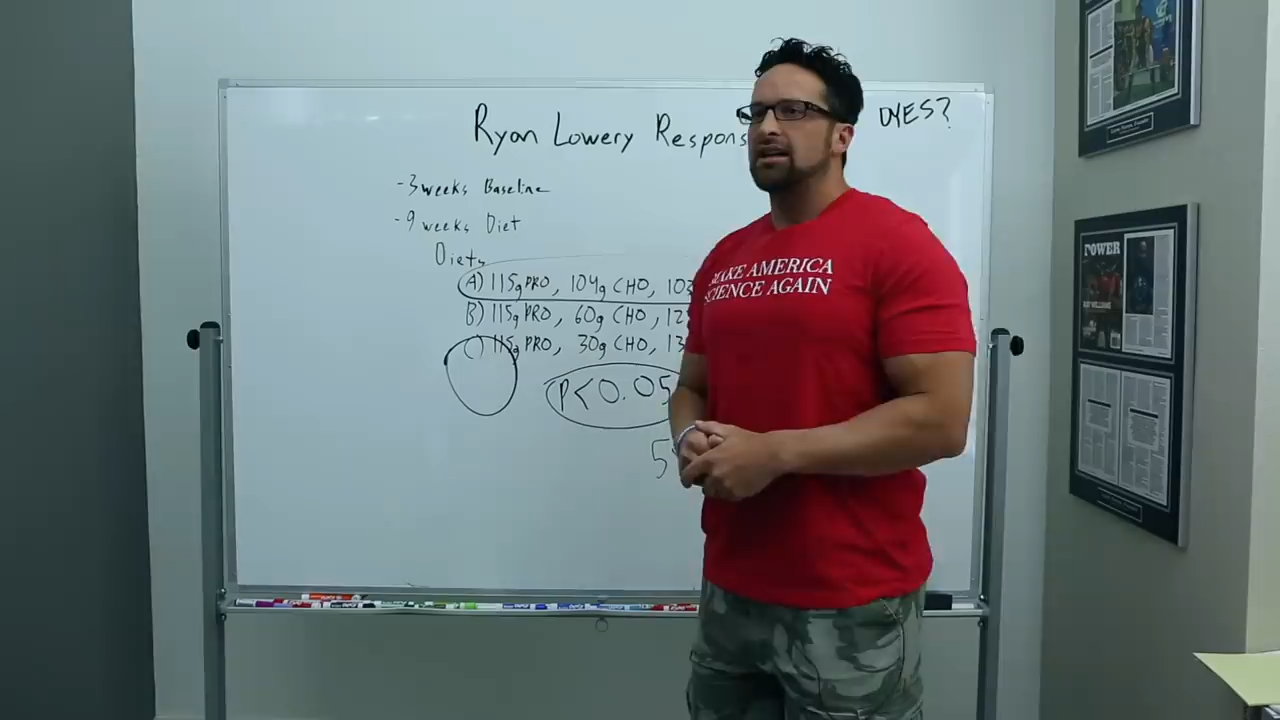 Ryan Lowery Respons
DYES?
-3 weeks Baseline
-9 weeks Diet
Diets
A) 115g PRO, 104g CHO, 103
B) 115g PRO, 60g CHO, 12
C) 115g PRO, 30g CHO, 13
P<0.05
5
MAKE AMERICA
SCIENCE AGAIN
POWER